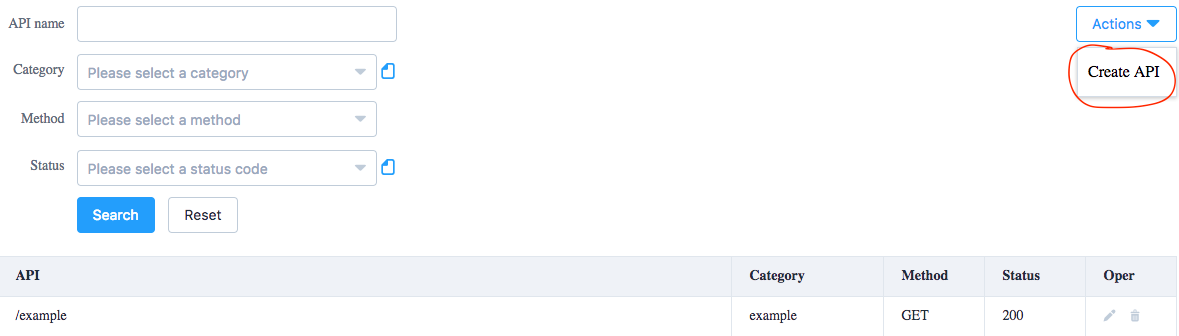 API name
Actions
Create API
Category Please select a category
Method Please select a method
Status Please select a status code
Search Reset
API Category Method Status Oper
/example example GET 200